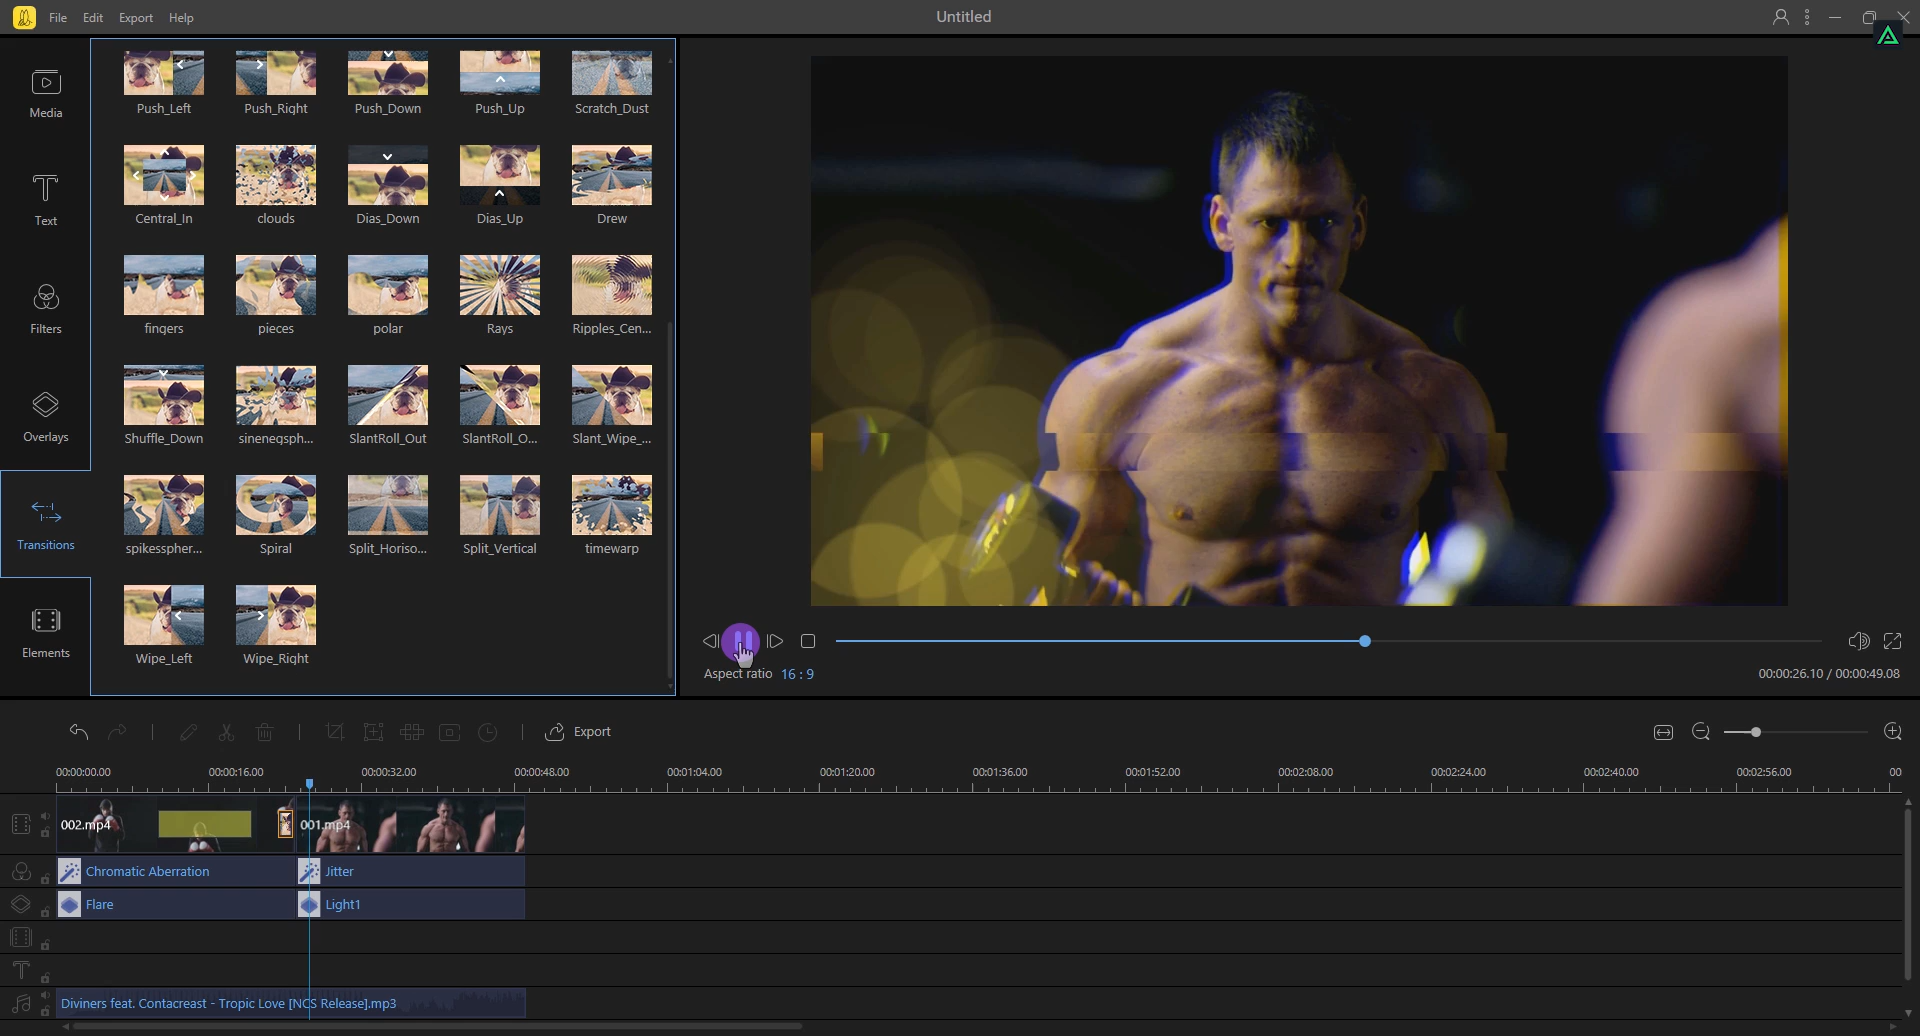 File Edit Export Help
Untitled
Media
Text
Filters
Overlays
Transitions
Elements
Push_Left Push_Right Push_Down Push_Up Scratch_Dust
Central_In clouds Dias_Down Dias_Up Drew
fingers pieces polar Rays Ripples_Cen...
Shuffle_Down sinenegsph... SlantRoll_Out SlantRoll_O... Slant_Wipe_...
spikesspher... Spiral Split_Horiso... Split_Vertical timewarp
Wipe_Left Wipe_Right
Aspect ratio 16 : 9
00:00:26.10 / 00:00:49.08
Export
00:00:00.00 00:00:16.00 00:00:32.00 00:00:48.00 00:01:04.00 00:01:20.00 00:01:36.00 00:01:52.00 00:02:08.00 00:02:24.00 00:02:40.00 00:02:56.00 00
002.mp4 001.mp4
Chromatic Aberration Jitter
Flare Light1
Diviners feat. Contacreast - Tropic Love [NCS Release].mp3